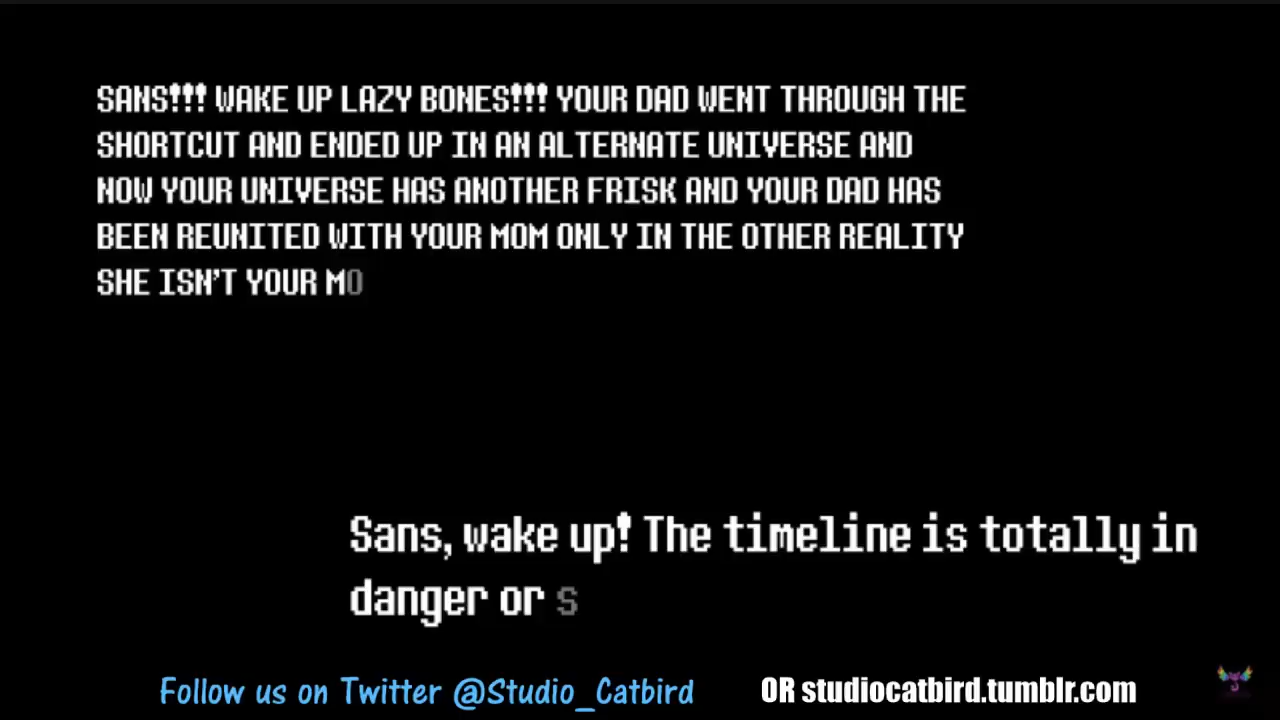 SANS!!! WAKE UP LAZY BONES!!! YOUR DAD WENT THROUGH THE
SHORTCUT AND ENDED UP IN AN ALTERNATE UNIVERSE AND
NOW YOUR UNIVERSE HAS ANOTHER FRISK AND YOUR DAD HAS
BEEN REUNITED WITH YOUR MOM ONLY IN THE OTHER REALITY
SHE ISN'T YOUR MO
Sans, wake up! The timeline is totally in
danger or s
Follow us on Twitter @Studio_Catbird OR studiocatbird.tumblr.com